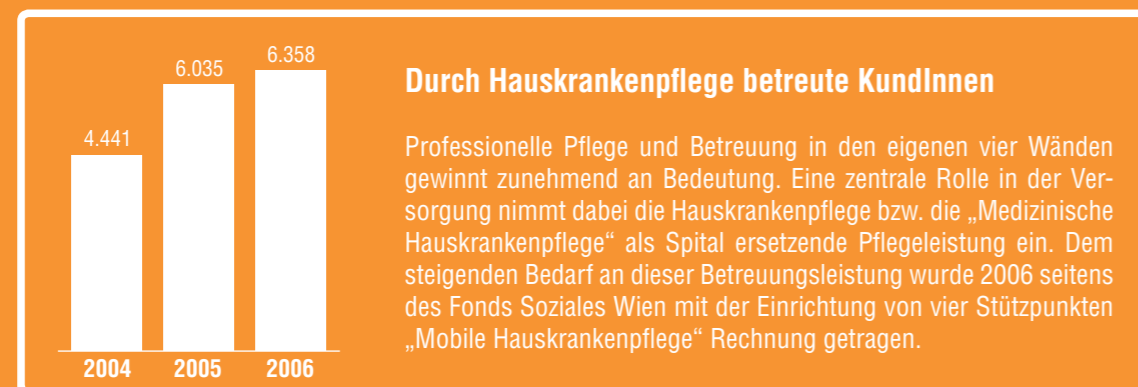 6.358
6.035
4.441
2004 2005 2006
Durch Hauskrankenpflege betreute KundInnen
Professionelle Pflege und Betreuung in den eigenen vier Wänden
gewinnt zunehmend an Bedeutung. Eine zentrale Rolle in der Ver-
sorgung nimmt dabei die Hauskrankenpflege bzw. die „Medizinische
Hauskrankenpflege“ als Spital ersetzende Pflegeleistung ein. Dem
steigenden Bedarf an dieser Betreuungsleistung wurde 2006 seitens
des Fonds Soziales Wien mit der Einrichtung von vier Stützpunkten
„Mobile Hauskrankenpflege“ Rechnung getragen.